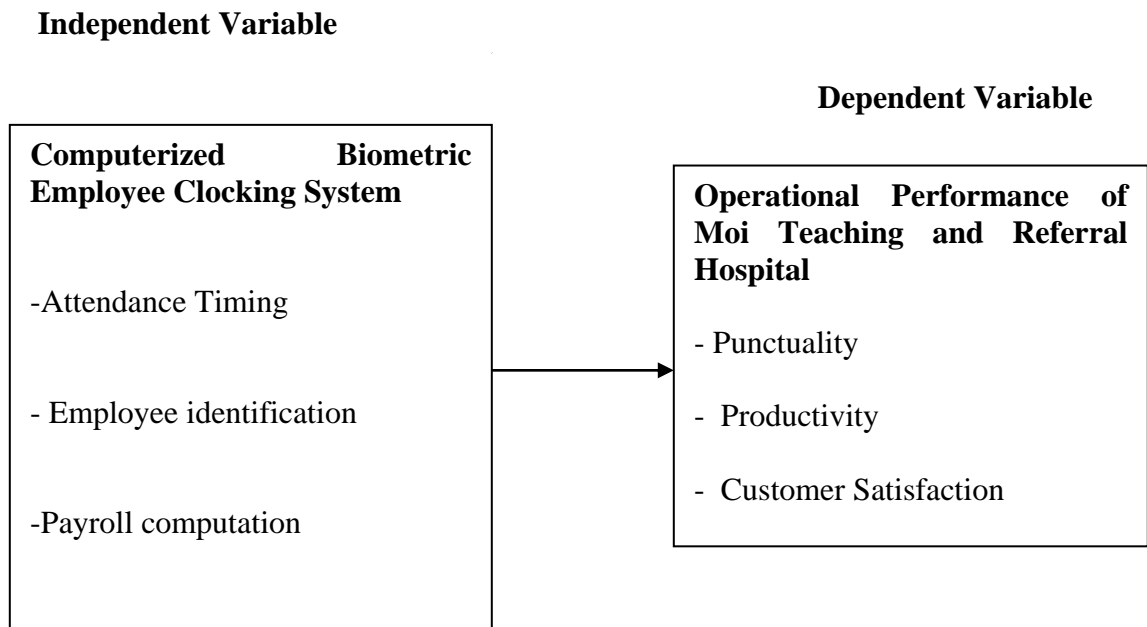 Independent Variable
Dependent Variable
Computerized Biometric
Employee Clocking System
-Attendance Timing
- Employee identification
-Payroll computation
Operational Performance of
Moi Teaching and Referral
Hospital
- Punctuality
- Productivity
- Customer Satisfaction